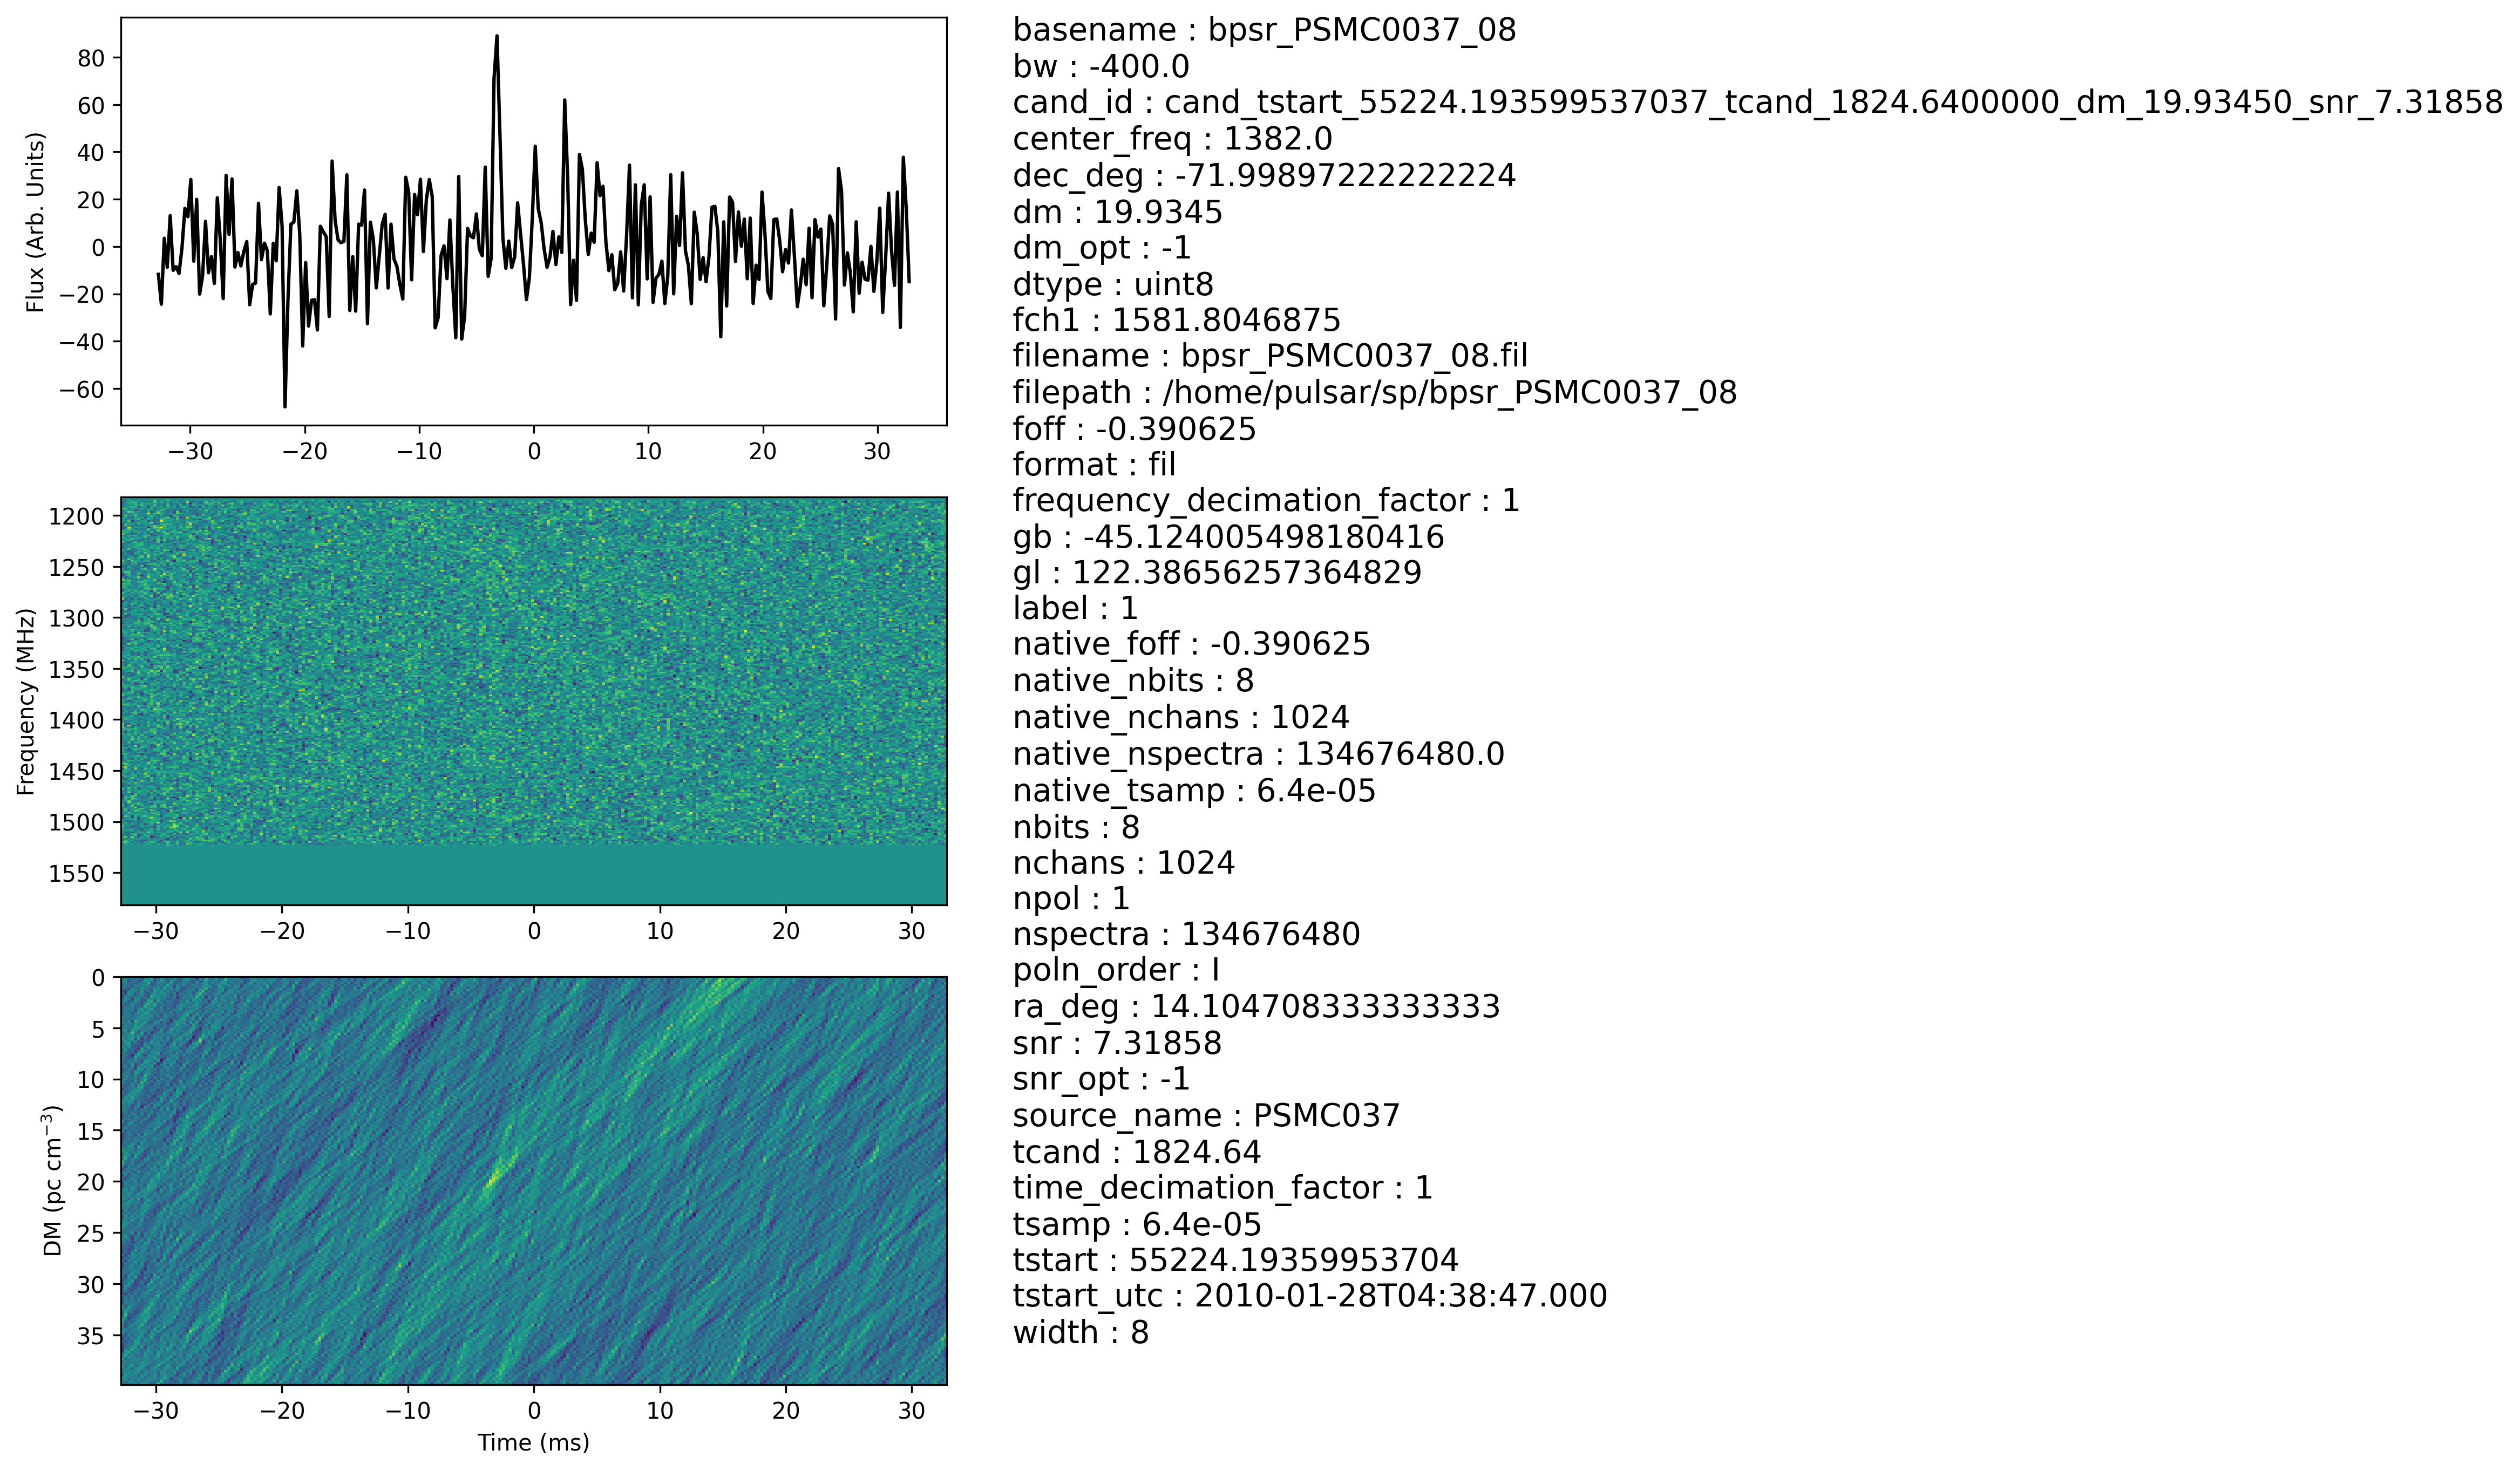 80
60
40
20
0
−20
−40
−60
Flux (Arb. Units)
−30 −20 −10 0 10 20 30
1200
1250
1300
1350
1400
1450
1500
1550
Frequency (MHz)
−30 −20 −10 0 10 20 30
0
5
10
15
20
25
30
35
DM (pc cm⁻³)
−30 −20 −10 0 10 20 30
Time (ms)
basename : bpsr_PSMC0037_08
bw : -400.0
cand_id : cand_tstart_55224.193599537037_tcand_1824.6400000_dm_19.93450_snr_7.31858
center_freq : 1382.0
dec_deg : -71.99897222222224
dm : 19.9345
dm_opt : -1
dtype : uint8
fch1 : 1581.8046875
filename : bpsr_PSMC0037_08.fil
filepath : /home/pulsar/sp/bpsr_PSMC0037_08
foff : -0.390625
format : fil
frequency_decimation_factor : 1
gb : -45.124005498180416
gl : 122.38656257364829
label : 1
native_foff : -0.390625
native_nbits : 8
native_nchans : 1024
native_nspectra : 134676480.0
native_tsamp : 6.4e-05
nbits : 8
nchans : 1024
npol : 1
nspectra : 134676480
poln_order : I
ra_deg : 14.104708333333333
snr : 7.31858
snr_opt : -1
source_name : PSMC037
tcand : 1824.64
time_decimation_factor : 1
tsamp : 6.4e-05
tstart : 55224.19359953704
tstart_utc : 2010-01-28T04:38:47.000
width : 8